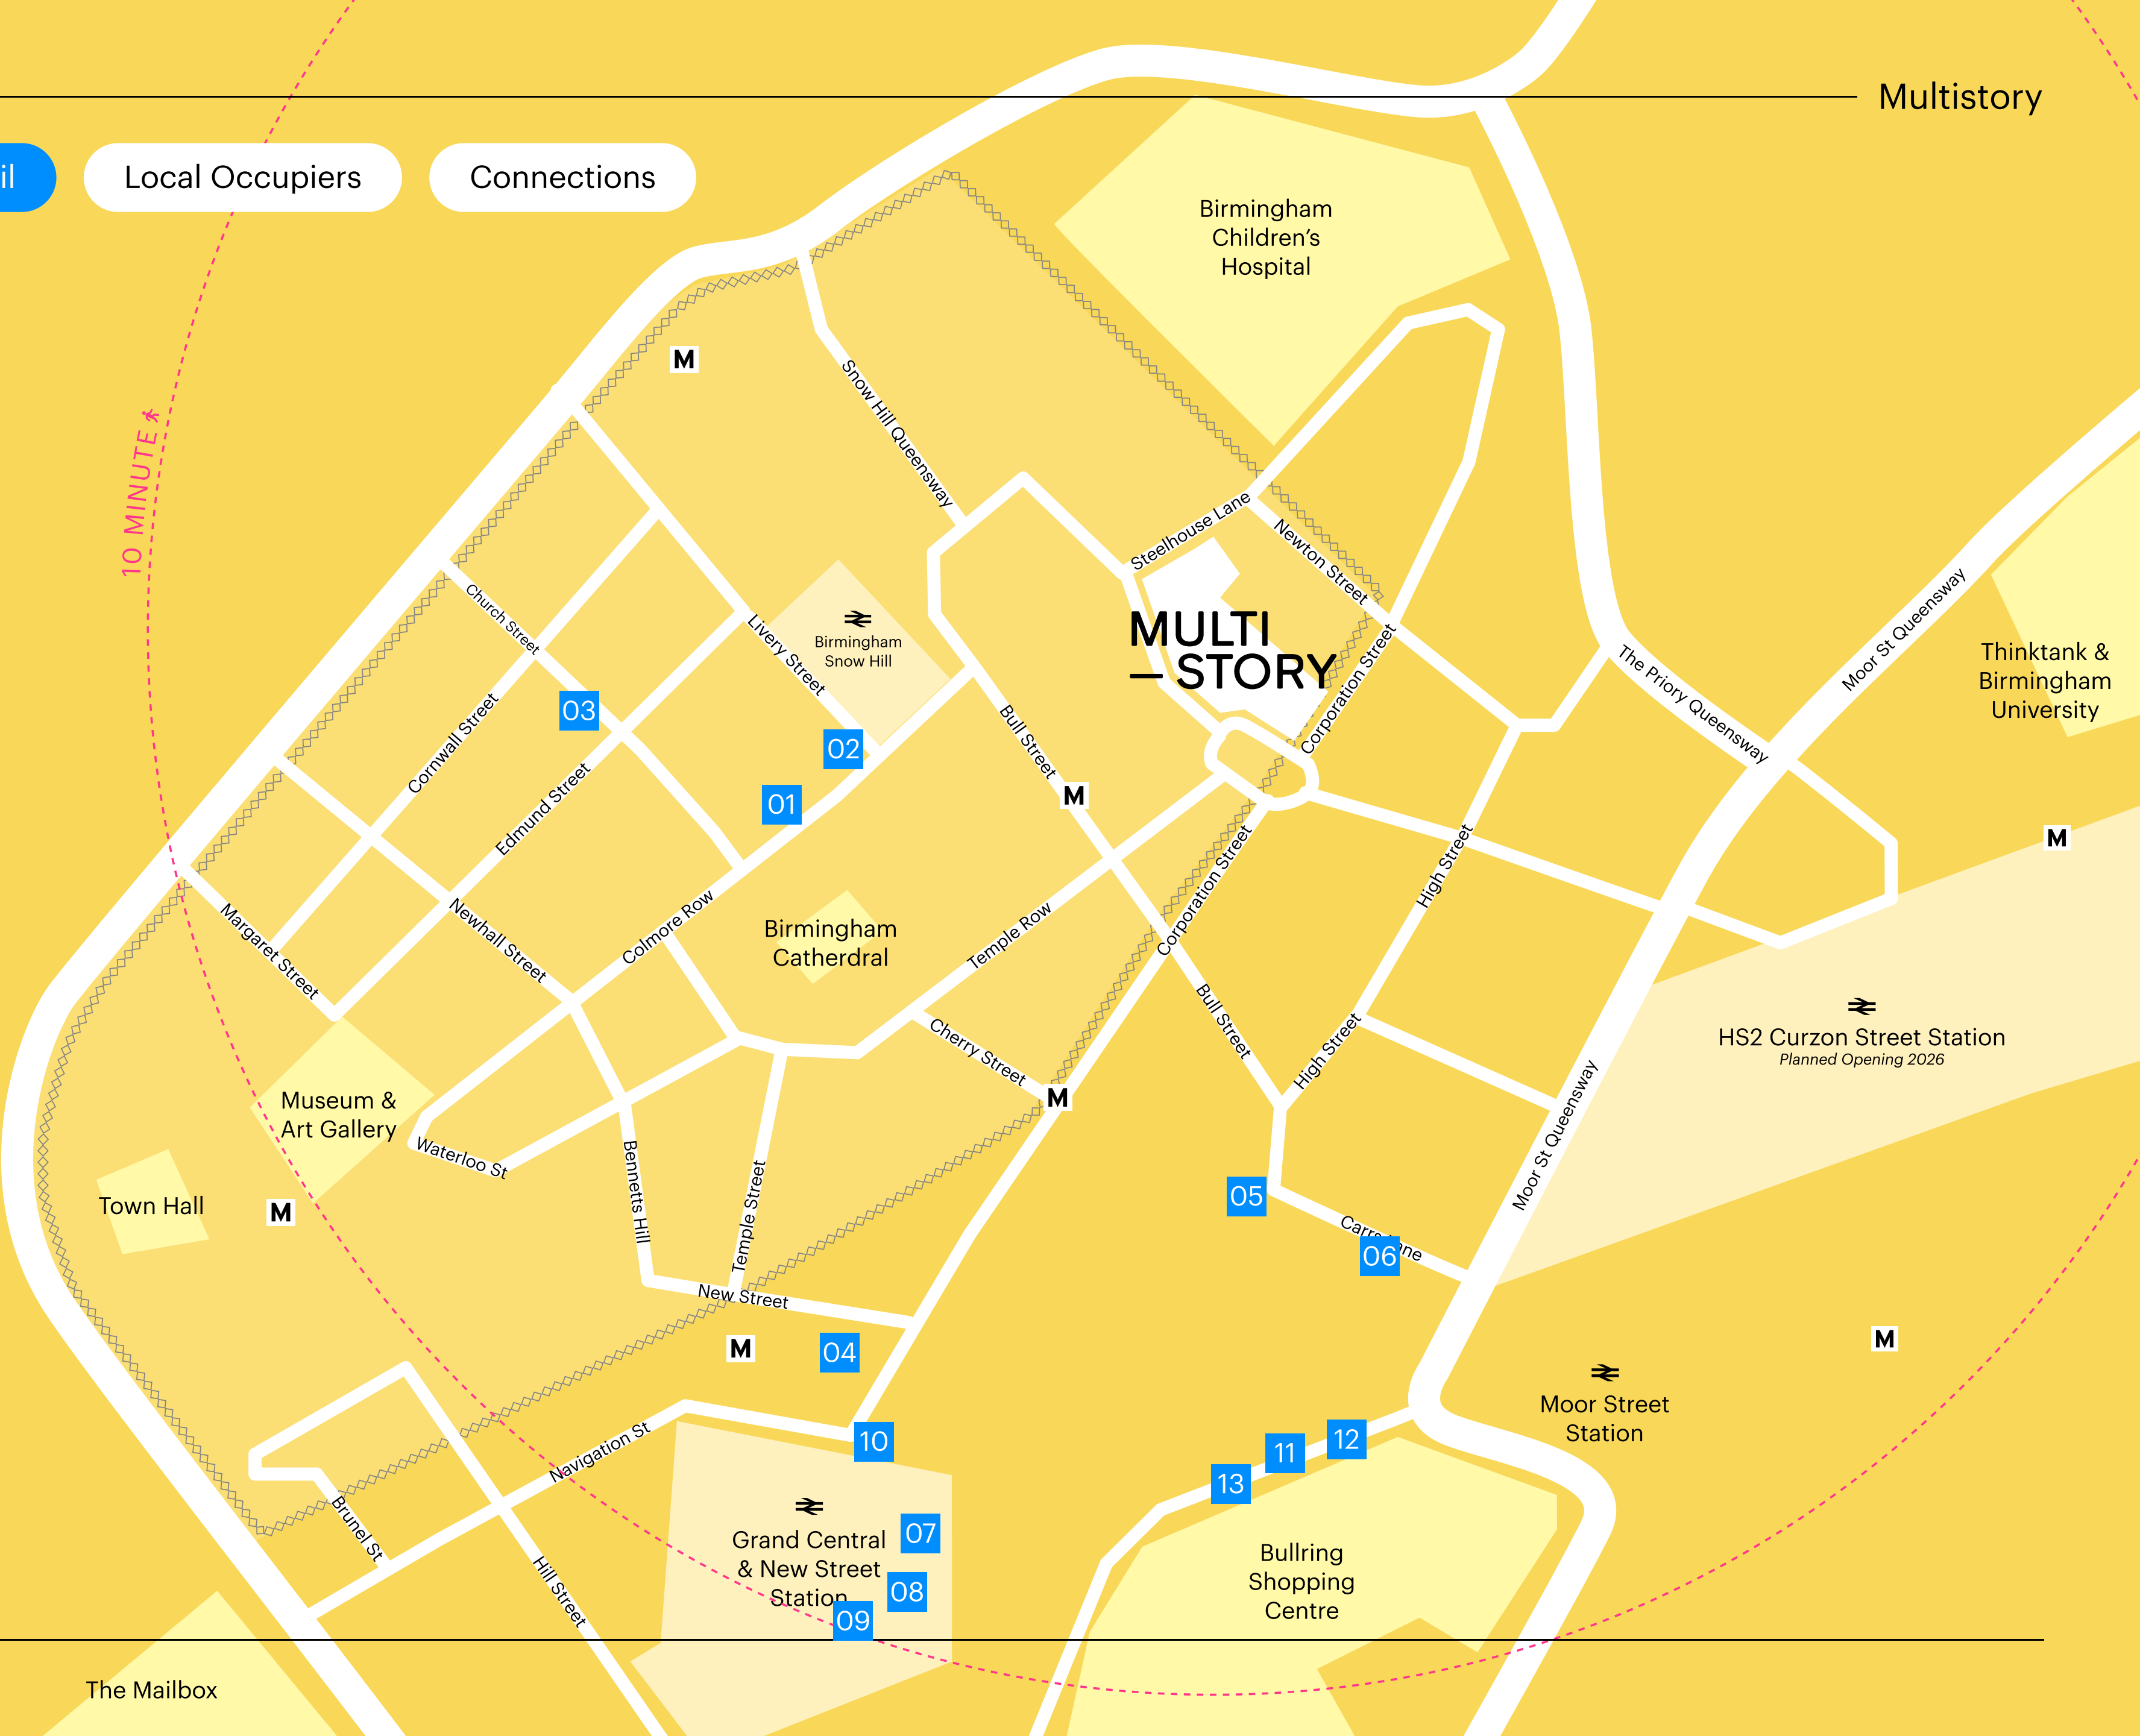 Multistory
il
Local Occupiers
Connections
Birmingham
Children's
Hospital
M
10 MINUTE
Snow Hill Queensway
Steelhouse Lane
Newton Street
Church Street
Livery Street
Birmingham
Snow Hill
MULTI
— STORY
Corporation Street
The Priory Queensway
Moor St Queensway
Thinktank &
Birmingham
University
03
02
01
Cornwall Street
Edmund Street
Bull Street
M
M
High Street
Corporation Street
Margaret Street
Newhall Street
Colmore Row
Birmingham
Catherdral
Temple Row
Cherry Street
Bull Street
High Street
HS2 Curzon Street Station
Planned Opening 2026
Museum &
Art Gallery
M
Waterloo St
Bennetts Hill
Temple Street
Moor St Queensway
Town Hall
M
05
Carrs Lane
06
New Street
M
04
M
Moor Street
Station
Navigation St
10
11
12
13
Brunel St
Hill Street
Grand Central
& New Street
Station
07
08
09
Bullring
Shopping
Centre
The Mailbox